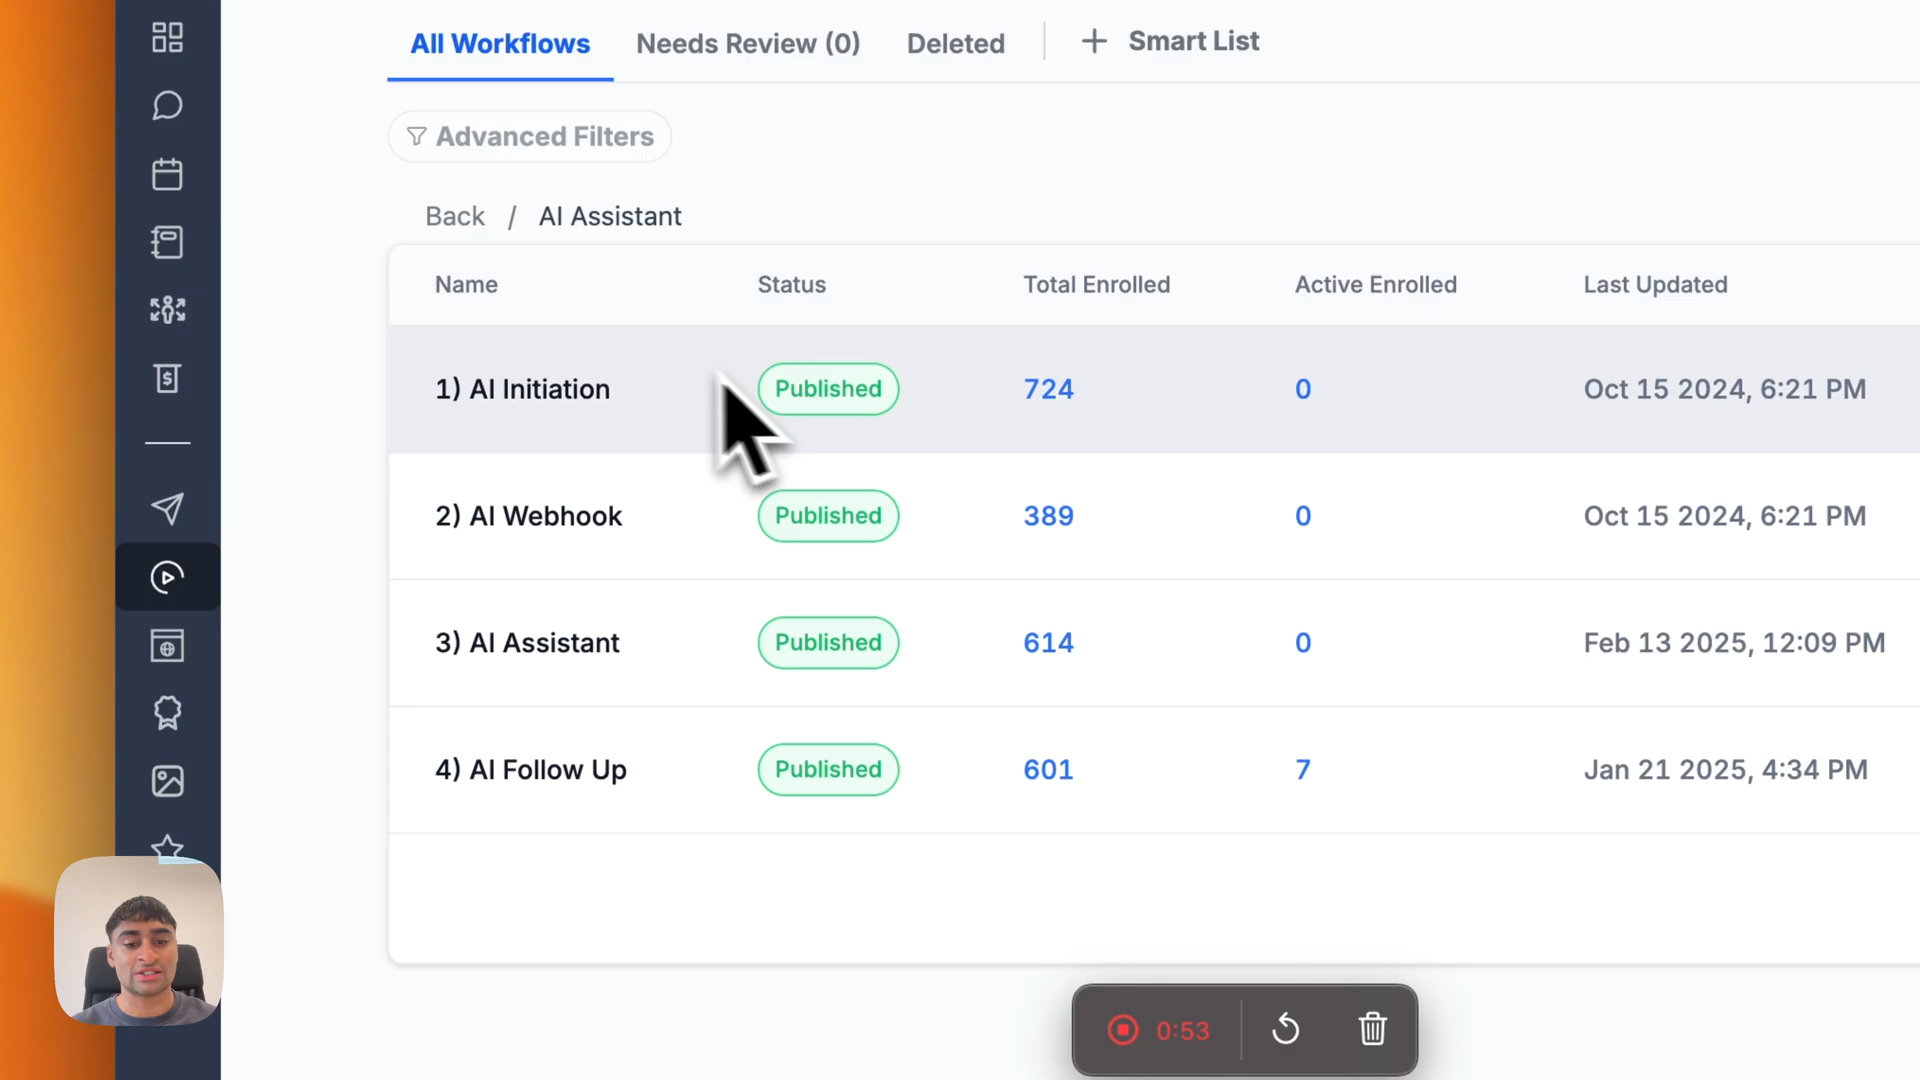 All Workflows Needs Review (0) Deleted + Smart List
Advanced Filters
Back / AI Assistant
Name Status Total Enrolled Active Enrolled Last Updated
1) AI Initiation Published 724 0 Oct 15 2024, 6:21 PM
2) AI Webhook Published 389 0 Oct 15 2024, 6:21 PM
3) AI Assistant Published 614 0 Feb 13 2025, 12:09 PM
4) AI Follow Up Published 601 7 Jan 21 2025, 4:34 PM
0:53